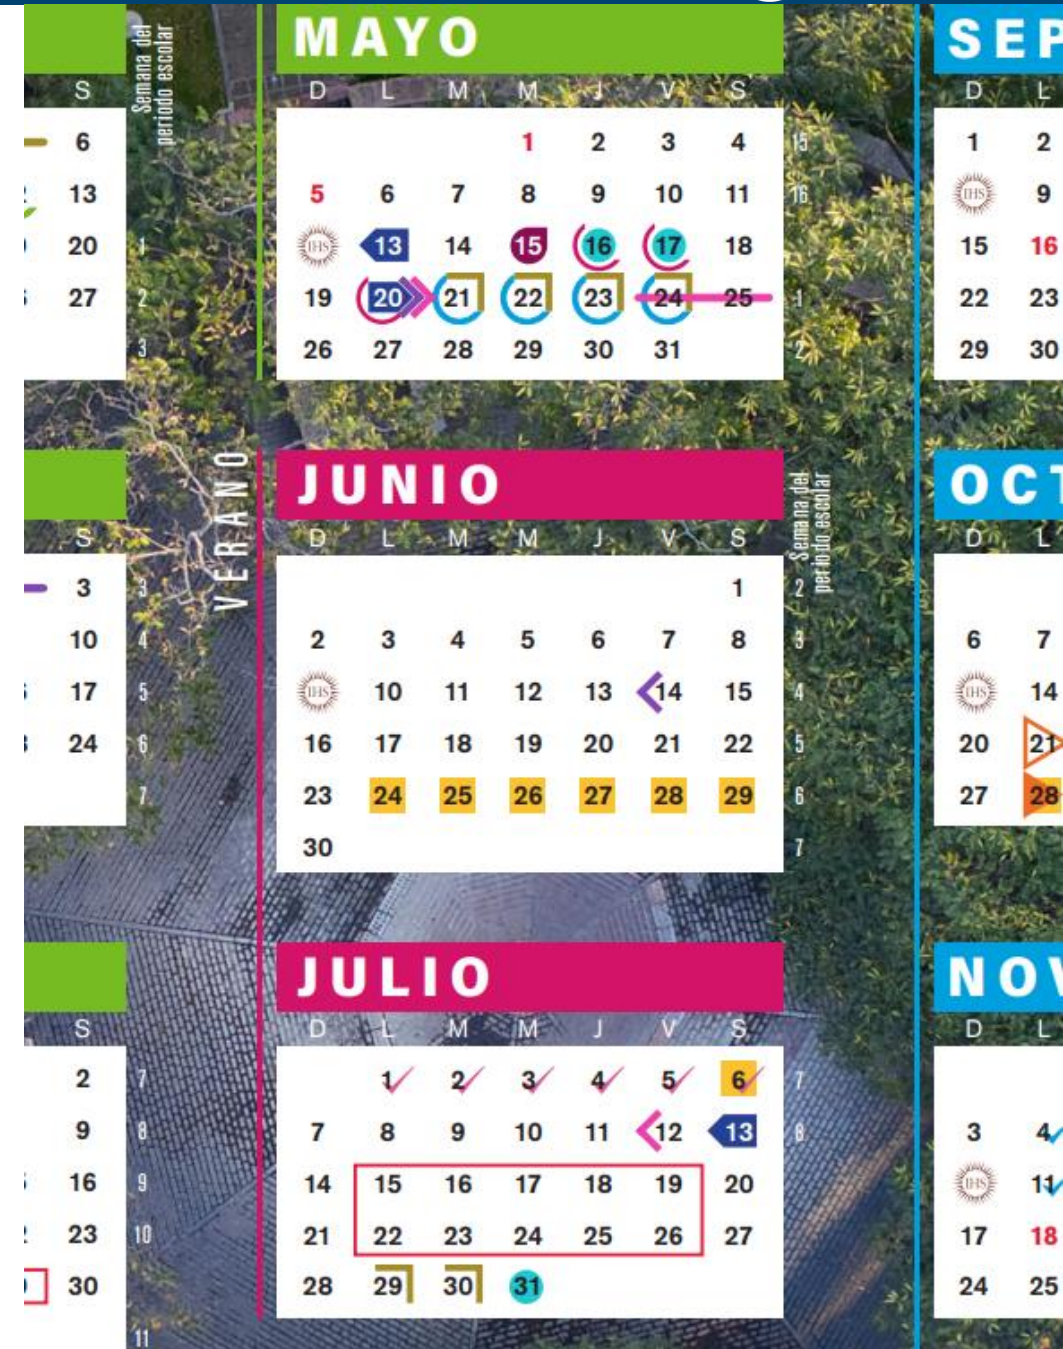 Semana del
periodo escolar
S
6
13
20 1
27 2
3
MAYO
D L M M J V S
1 2 3 4 15
5 6 7 8 9 10 11 16
IHS 13 14 15 16 17 18
19 20 21 22 23 24 25 1
26 27 28 29 30 31 2
SEP
D L
1 2
IHS 9
15 16
22 23
29 30
VERANO
S
3 3
10 4
17 5
24 6
7
JUNIO
D L M M J V S
Semana del
periodo escolar
1 2
2 3 4 5 6 7 8 3
IHS 10 11 12 13 14 15 4
16 17 18 19 20 21 22 5
23 24 25 26 27 28 29 6
30 7
OCT
D L
6 7
IHS 14
20 21
27 28
S
2 7
9 8
16 9
23 10
30
11
JULIO
D L M M J V S
1 2 3 4 5 6 7
7 8 9 10 11 12 13 8
14 15 16 17 18 19 20
21 22 23 24 25 26 27
28 29 30 31
NOV
D L
3 4
IHS 11
17 18
24 25